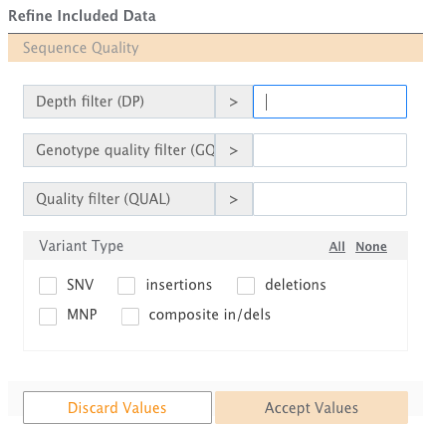 Refine Included Data
Sequence Quality
Depth filter (DP) >
Genotype quality filter (GQ >
Quality filter (QUAL) >
Variant Type All None
SNV insertions deletions
MNP composite in/dels
Discard Values Accept Values